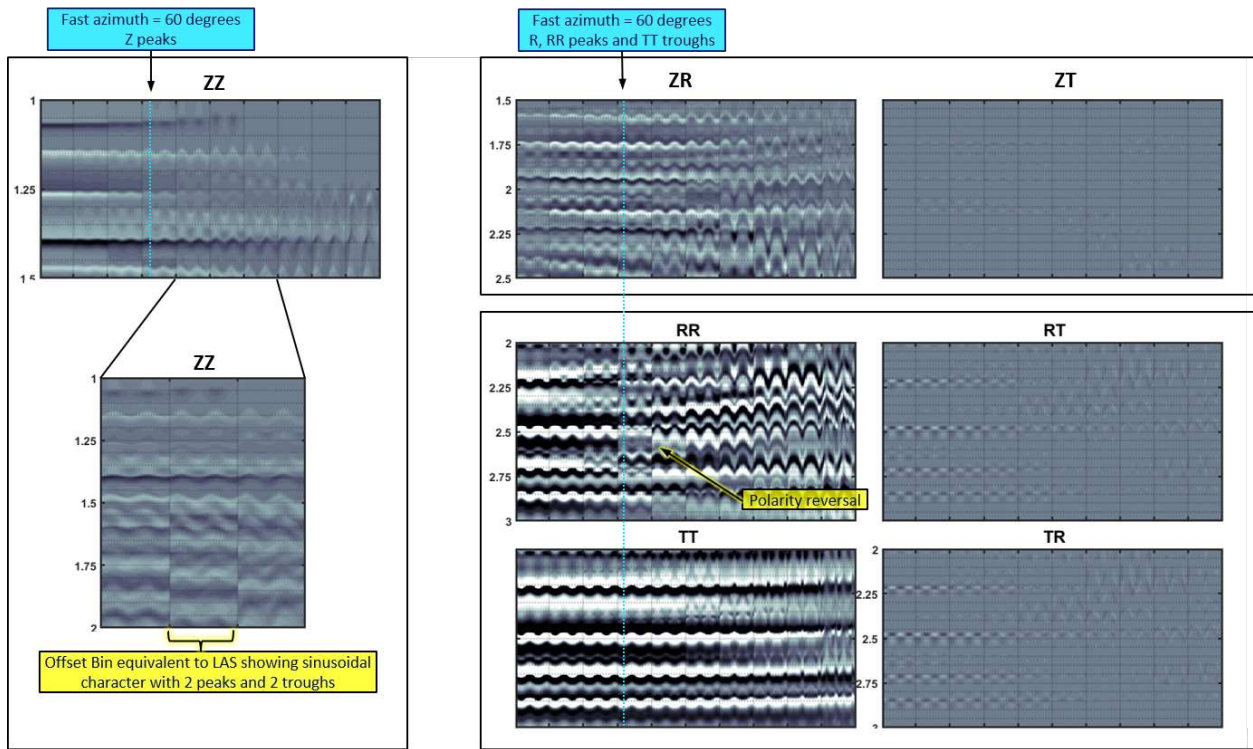 Fast azimuth = 60 degrees
Z peaks
ZZ
1
1.25
1.5
ZZ
1
1.25
1.5
1.75
2
Offset Bin equivalent to LAS showing sinusoidal
character with 2 peaks and 2 troughs
Fast azimuth = 60 degrees
R, RR peaks and TT troughs
ZR
ZT
1.5
1.75
2
2.25
2.5
RR
RT
2
2.25
2.5
2.75
3
Polarity reversal
TT
TR
2
2.25
2.5
2.75
3